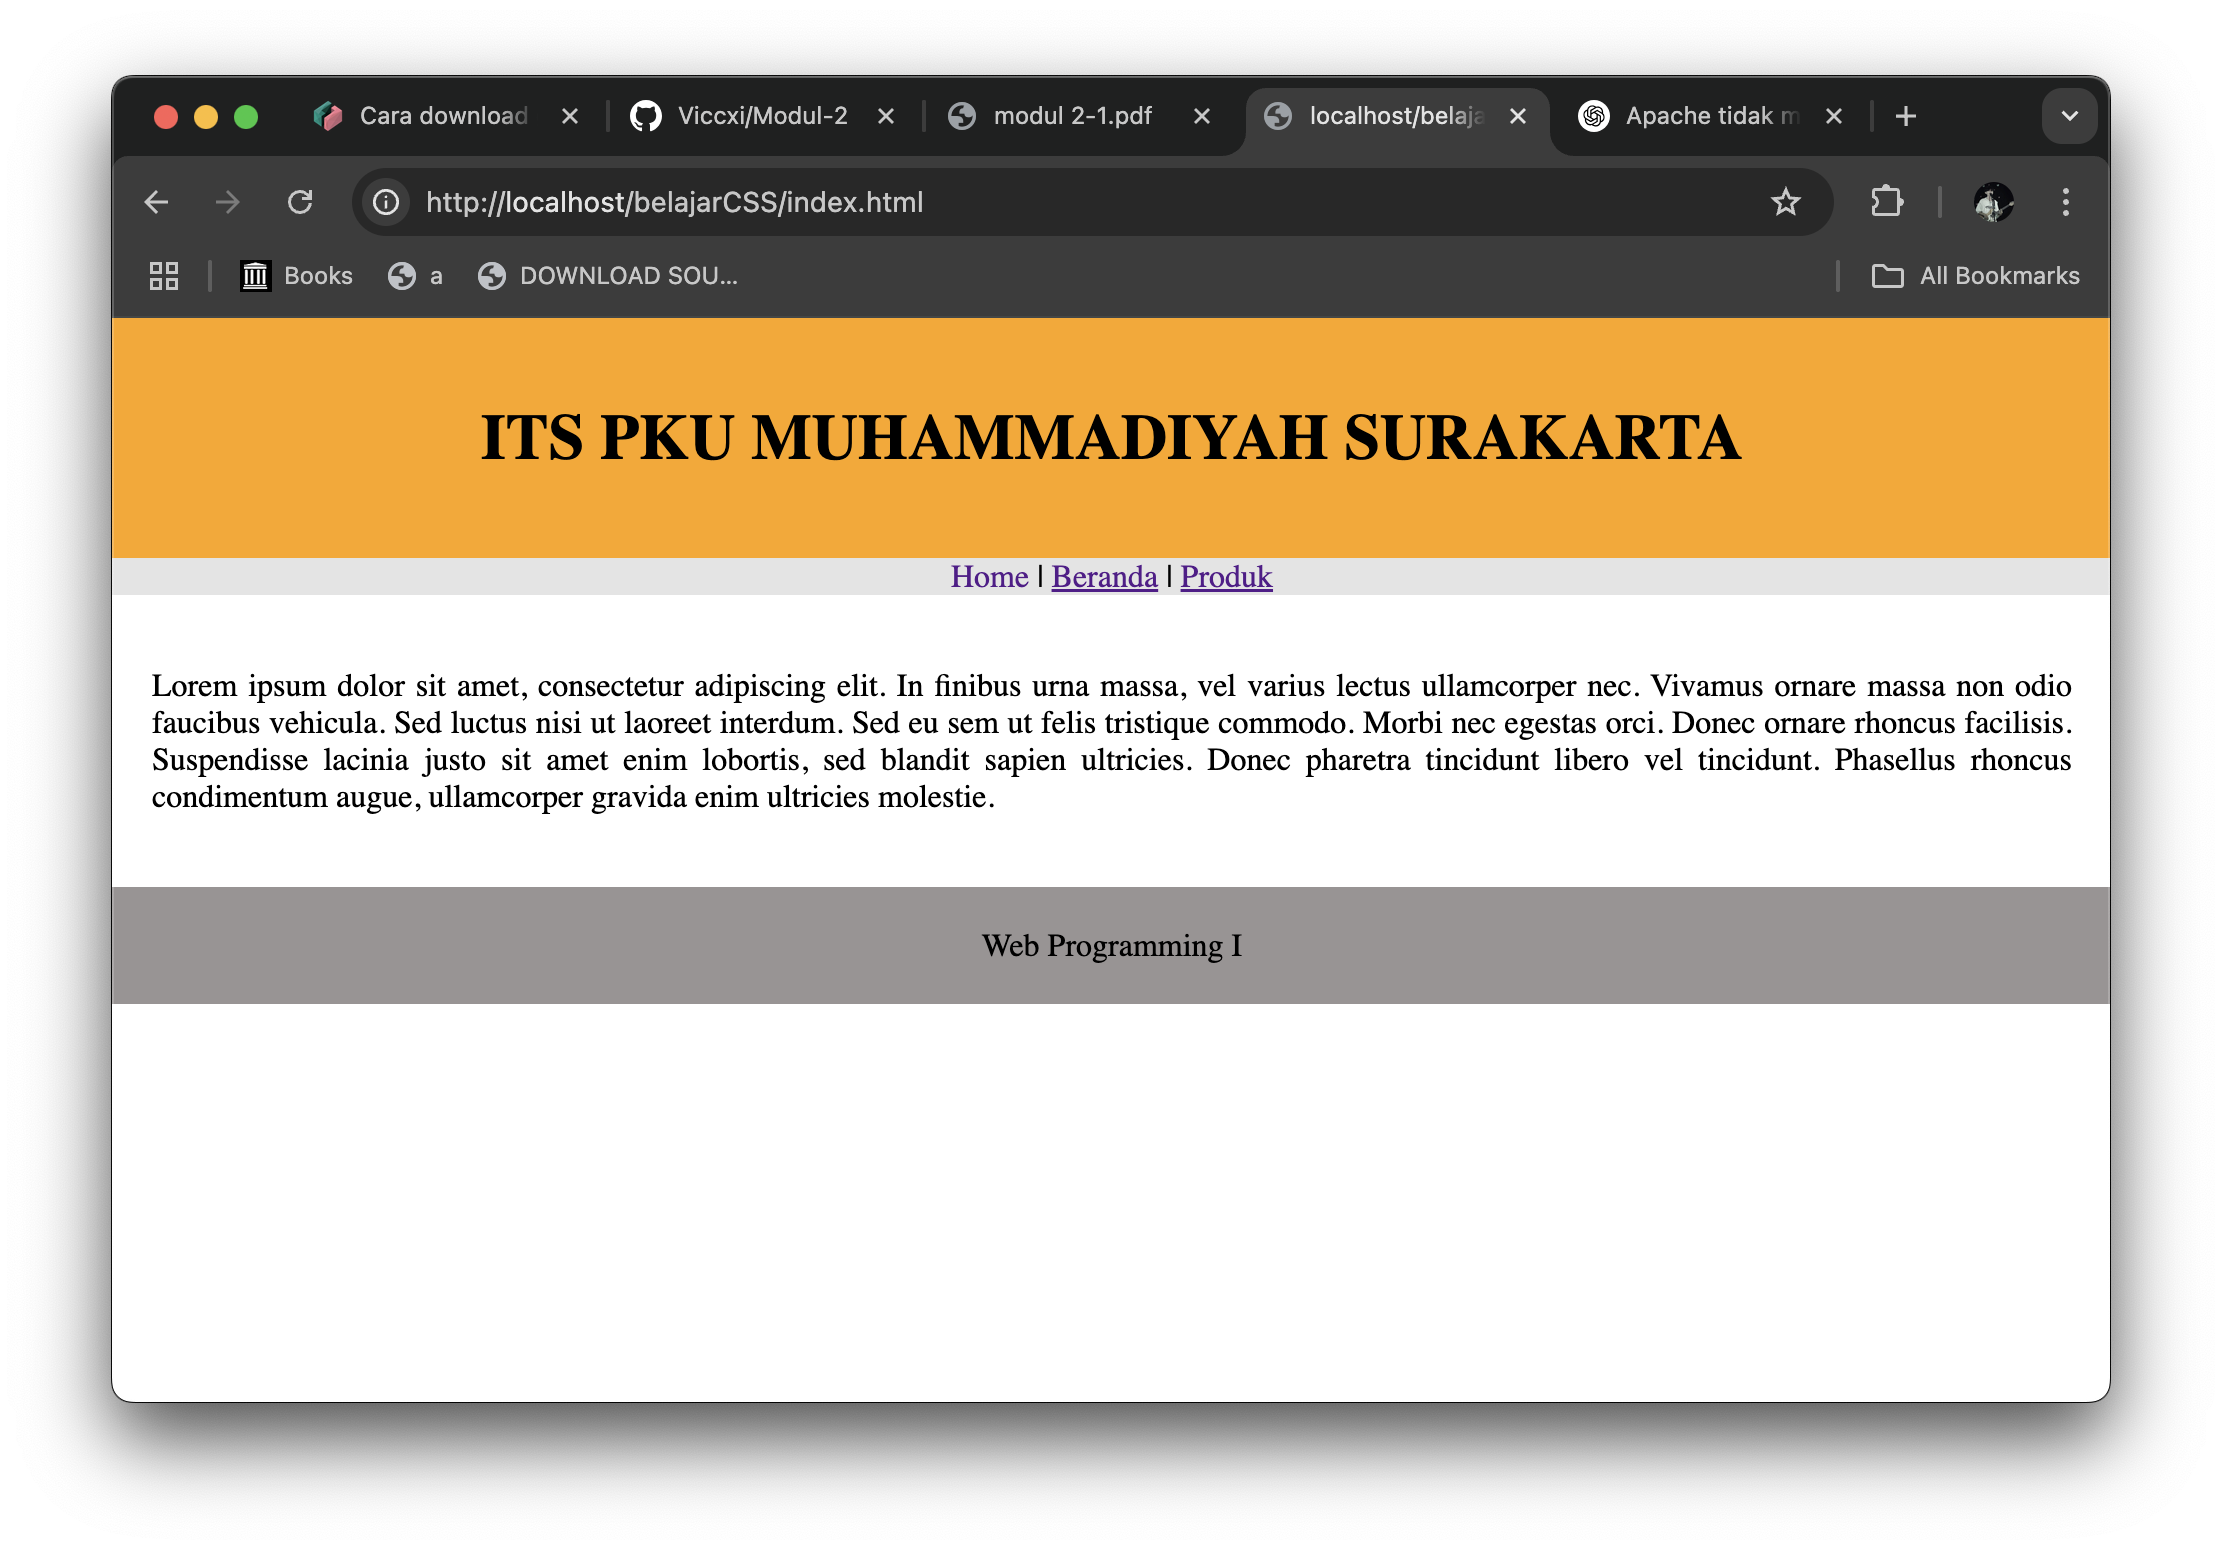 Cara download
Viccxi/Modul-2
modul 2-1.pdf
localhost/belaja
Apache tidak m
http://localhost/belajarCSS/index.html
Books
a
DOWNLOAD SOU...
All Bookmarks
ITS PKU MUHAMMADIYAH SURAKARTA
Home | Beranda | Produk
Lorem ipsum dolor sit amet, consectetur adipiscing elit. In finibus urna massa, vel varius lectus ullamcorper nec. Vivamus ornare massa non odio
faucibus vehicula. Sed luctus nisi ut laoreet interdum. Sed eu sem ut felis tristique commodo. Morbi nec egestas orci. Donec ornare rhoncus facilisis.
Suspendisse lacinia justo sit amet enim lobortis, sed blandit sapien ultricies. Donec pharetra tincidunt libero vel tincidunt. Phasellus rhoncus
condimentum augue, ullamcorper gravida enim ultricies molestie.
Web Programming I